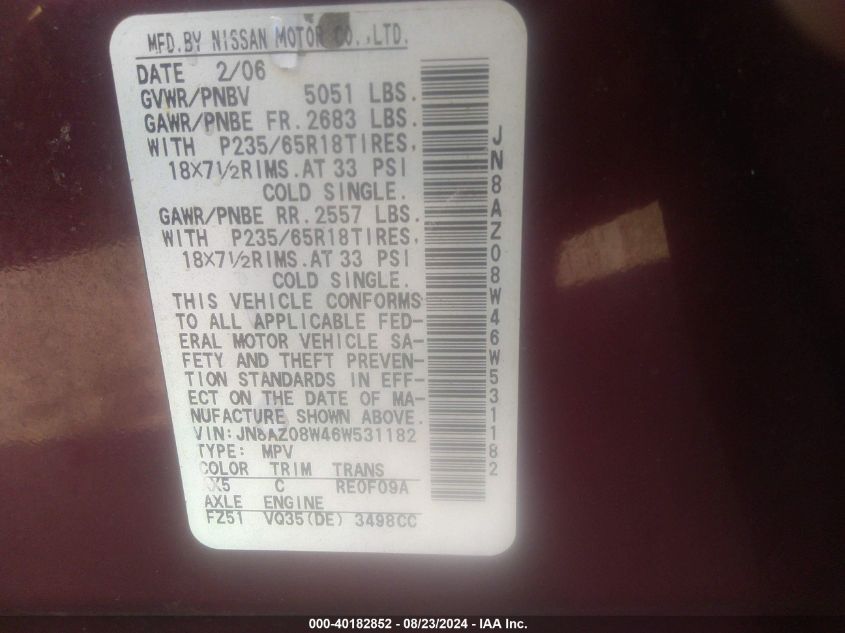 MFD.BY NISSAN MOTOR CO.,LTD.
DATE 2/06
GVWR/PNBV 5051 LBS.
GAWR/PNBE FR.2683 LBS.
WITH P235/65R18TIRES,
18X7½RIMS.AT 33 PSI
COLD SINGLE.
GAWR/PNBE RR.2557 LBS.
WITH P235/65R18TIRES,
18X7½RIMS.AT 33 PSI
COLD SINGLE.
THIS VEHICLE CONFORMS
TO ALL APPLICABLE FED-
ERAL MOTOR VEHICLE SA-
FETY AND THEFT PREVEN-
TION STANDARDS IN EFF-
ECT ON THE DATE OF MA-
NUFACTURE SHOWN ABOVE.
VIN:JN8AZ08W46W531182
TYPE: MPV
COLOR TRIM TRANS
C RE0F09A
AXLE ENGINE
FZ51 VQ35(DE) 3498CC
JN8AZ08W46W531182
000-40182852 - 08/23/2024 - IAA Inc.